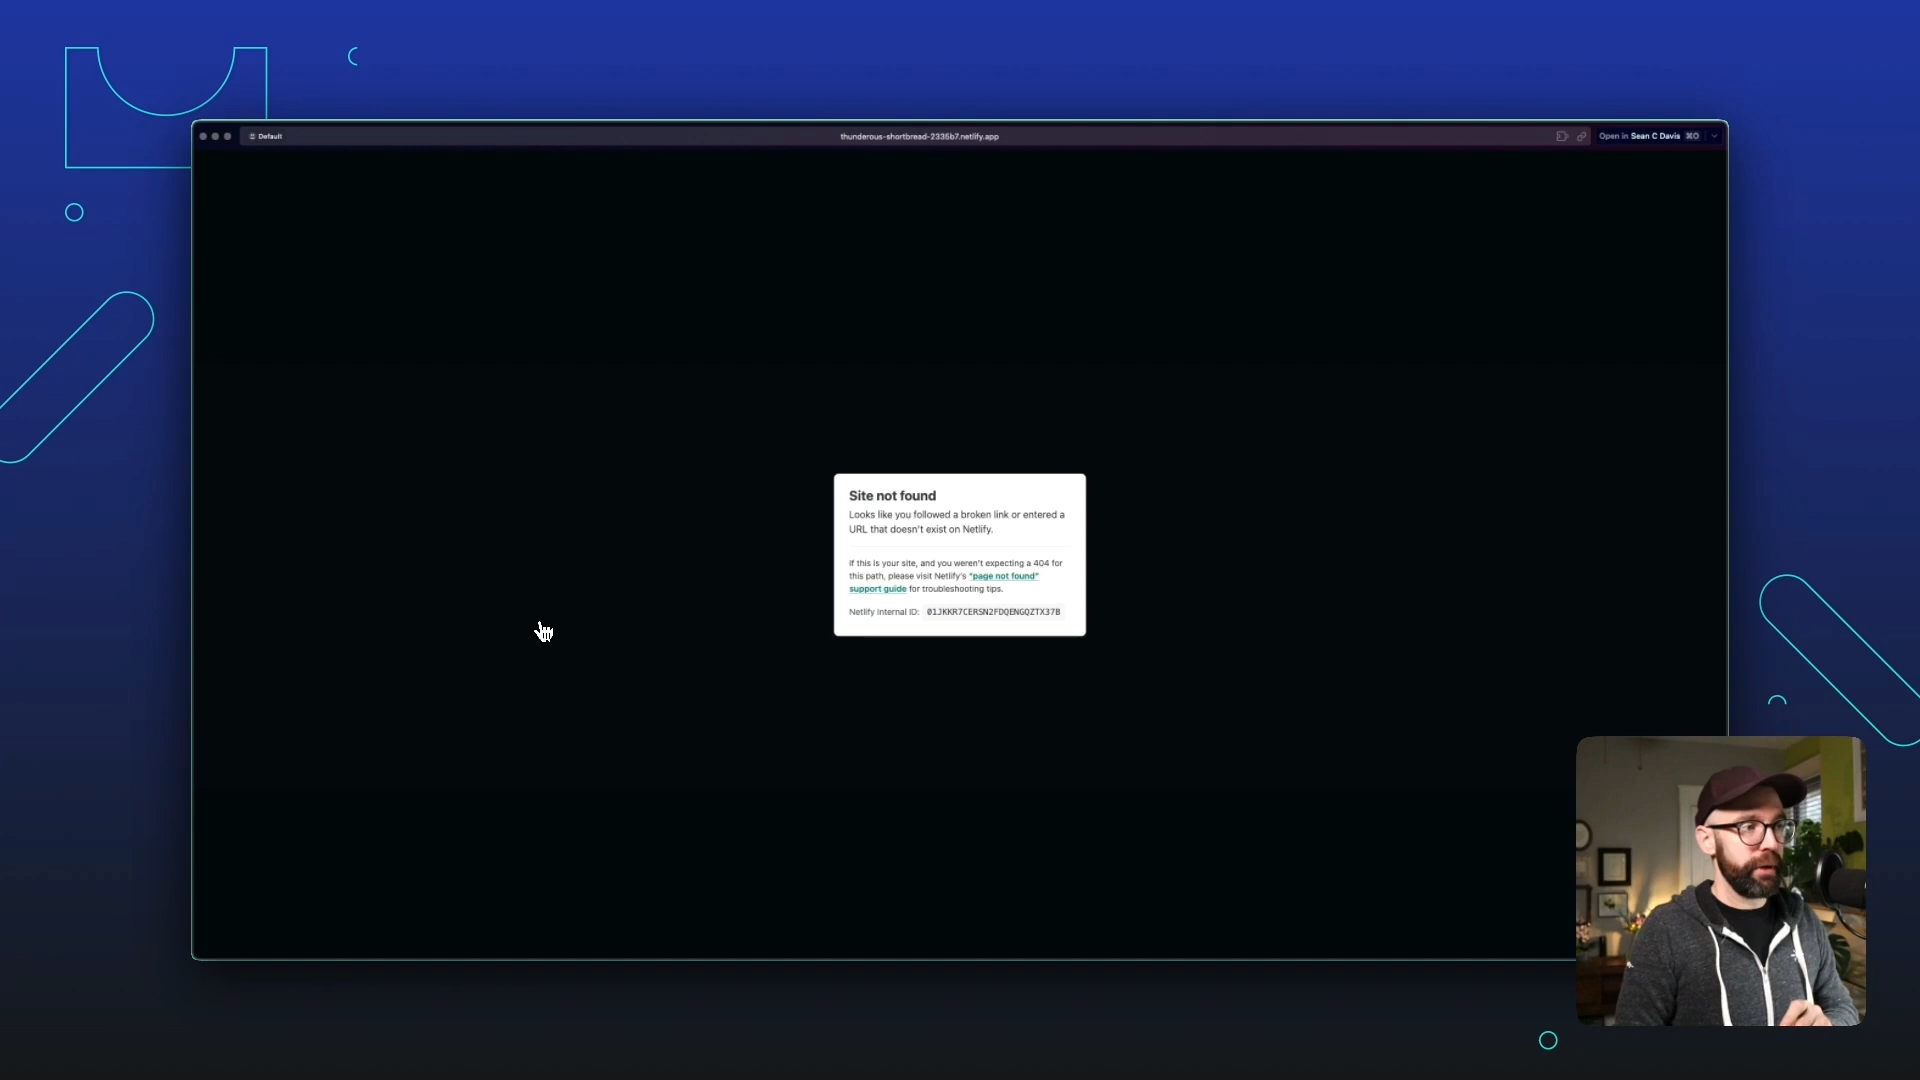 Default
thunderous-shortbread-2335b7.netlify.app
Open in Sean C Davis ⌘O
Site not found
Looks like you followed a broken link or entered a
URL that doesn't exist on Netlify.
If this is your site, and you weren't expecting a 404 for
this path, please visit Netlify's "page not found"
support guide for troubleshooting tips.
Netlify Internal ID: 01JKKR7CERSN2FDQENGQZTX37B